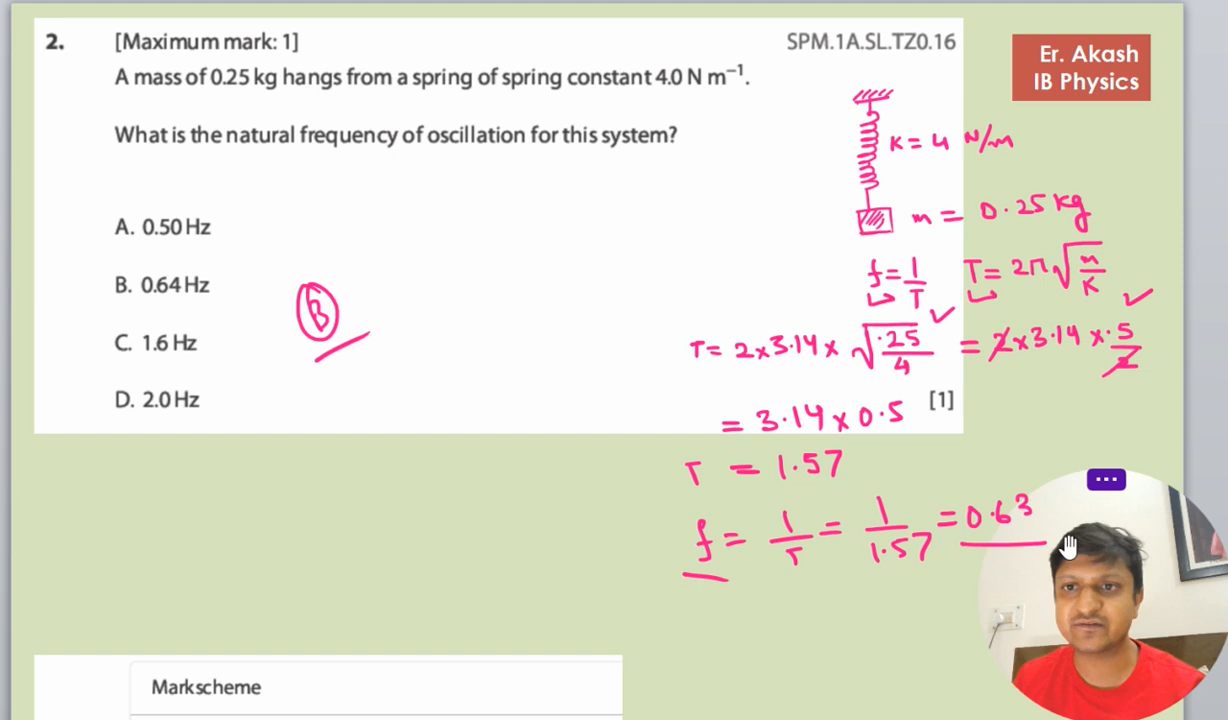 2. [Maximum mark: 1] SPM.1A.SL.TZ0.16
A mass of 0.25 kg hangs from a spring of spring constant 4.0 N m⁻¹.
What is the natural frequency of oscillation for this system?
A. 0.50 Hz
B. 0.64 Hz
C. 1.6 Hz
D. 2.0 Hz
[1]
B
Er. Akash
IB Physics
K = 4 N/m
m = 0.25 kg
f = 1/T T = 2π√(m/K)
T = 2×3.14× √(.25/4) = 2×3.14×.5/2
= 3.14 × 0.5
T = 1.57
f = 1/T = 1/1.57 = 0.63
Markscheme